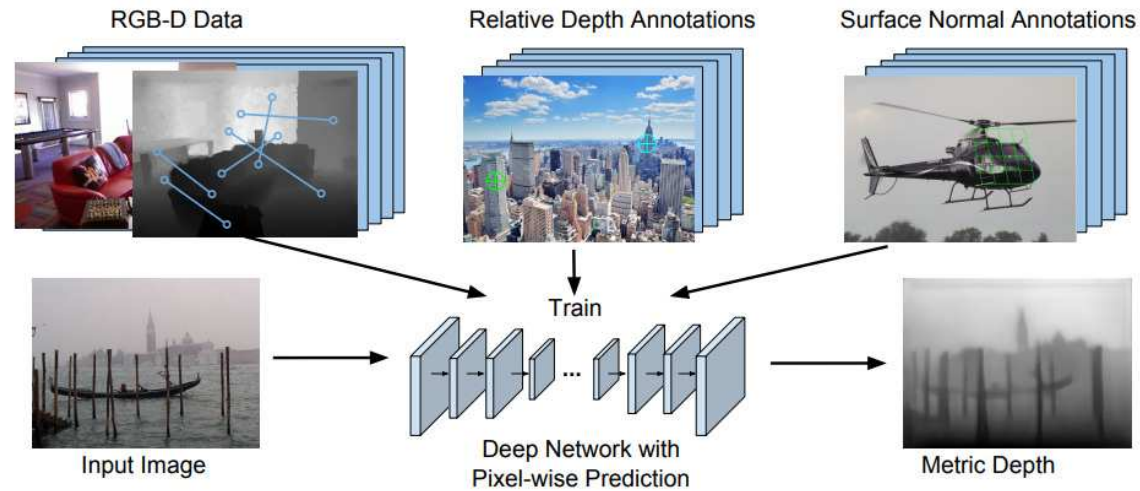 RGB-D Data
Relative Depth Annotations
Surface Normal Annotations
Train
...
Input Image
Deep Network with
Pixel-wise Prediction
Metric Depth